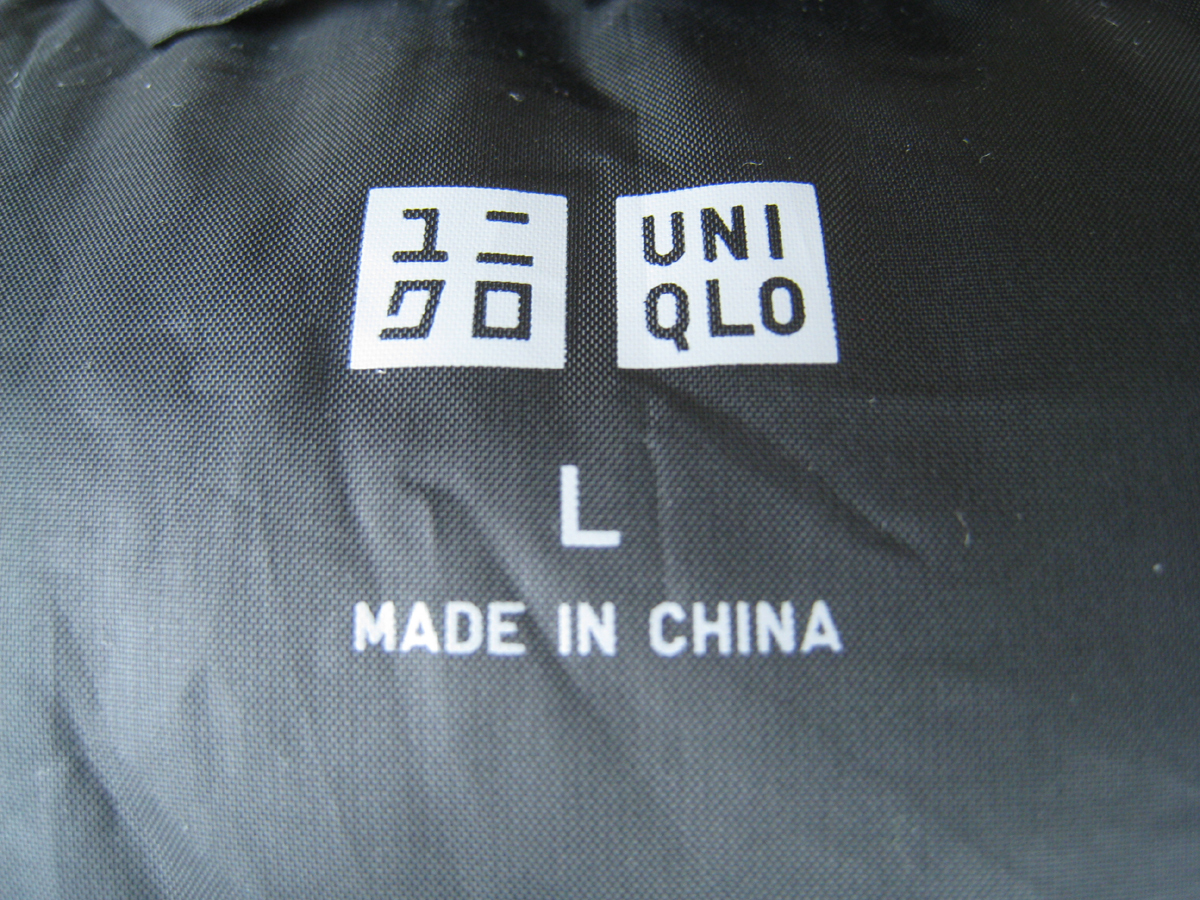 ユニ
クロ
UNI
QLO
L
MADE IN CHINA